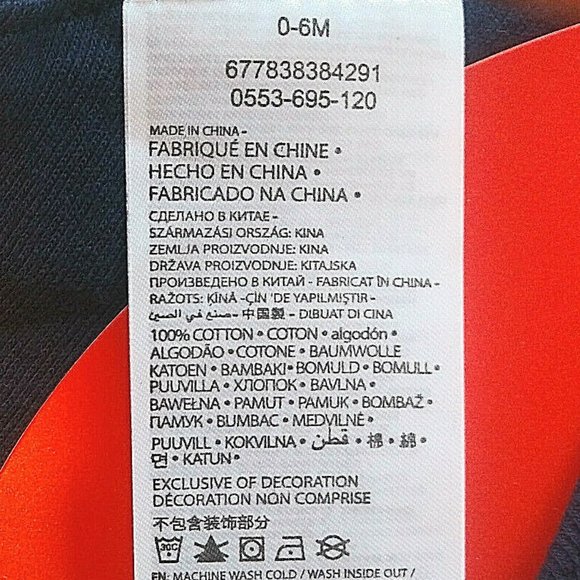 0-6M
677838384291
0553-695-120
MADE IN CHINA-
FABRIQUÉ EN CHINE •
HECHO EN CHINA •
FABRICADO NA CHINA •
СДЕЛАНО В КИТАЕ -
SZÁRMAZÁSI ORSZÁG: KINA
ZEMLJA PROIZVODNJE: KINA
DRŽAVA PROIZVODNJE: KITAJSKA
ПРОИЗВЕДЕНО В КИТАЙ - FABRICAT ÎN CHINA -
RAŽOTS: ĶĪNĀ -ÇİN 'DE YAPILMIŞTIR -
صنع في الصين - 中国製 - DIBUAT DI CINA
100% COTTON • COTON • algodón •
ALGODÃO • COTONE • BAUMWOLLE
KATOEN • BAMBAKI • BOMULD • BOMULL •
PUUVILLA • ХЛОПОК • BAVLNA •
BAWEŁNA • PAMUT • PAMUK • BOMBAŽ •
ПАМУК • BUMBAC • MEDVILNĖ •
PUUVILL • KOKVILNA • قطن • 棉 • 綿 •
면 • KATUN •
EXCLUSIVE OF DECORATION
DÉCORATION NON COMPRISE
不包含装饰部分
30C
EN: MACHINE WASH COLD / WASH INSIDE OUT /